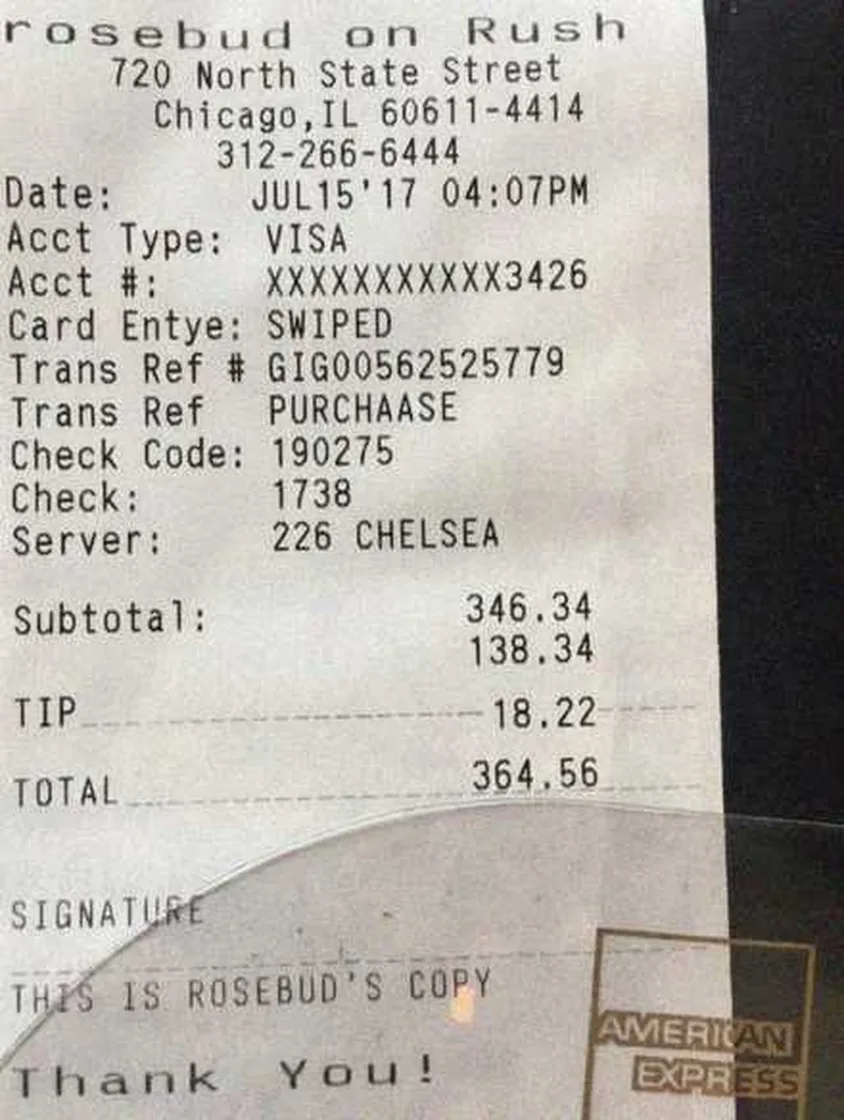 rosebud on Rush
720 North State Street
Chicago,IL 60611-4414
312-266-6444
Date: JUL15'17 04:07PM
Acct Type: VISA
Acct #: XXXXXXXXXXX3426
Card Entye: SWIPED
Trans Ref # GIG00562525779
Trans Ref PURCHAASE
Check Code: 190275
Check: 1738
Server: 226 CHELSEA
Subtotal: 346.34
138.34
TIP 18.22
TOTAL 364.56
SIGNATURE
THIS IS ROSEBUD'S COPY
Thank You!
AMERICAN
EXPRESS